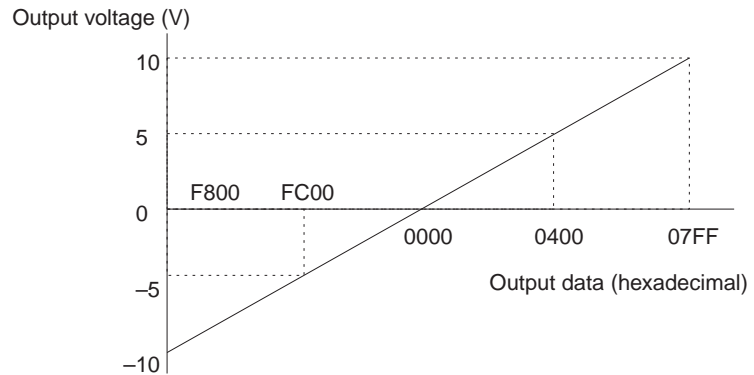 Output voltage (V)
10
5
F800 FC00
0
0000 0400 07FF
–5
Output data (hexadecimal)
–10